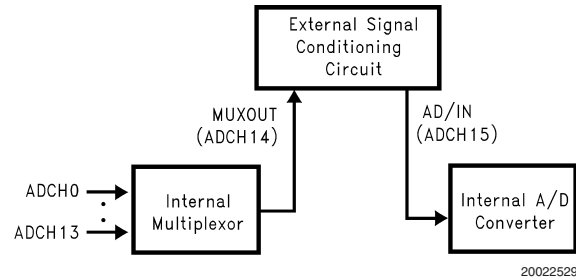 External Signal
Conditioning
Circuit
MUXOUT
(ADCH14)
AD/IN
(ADCH15)
ADCH0
ADCH13
Internal
Multiplexor
Internal A/D
Converter
20022529